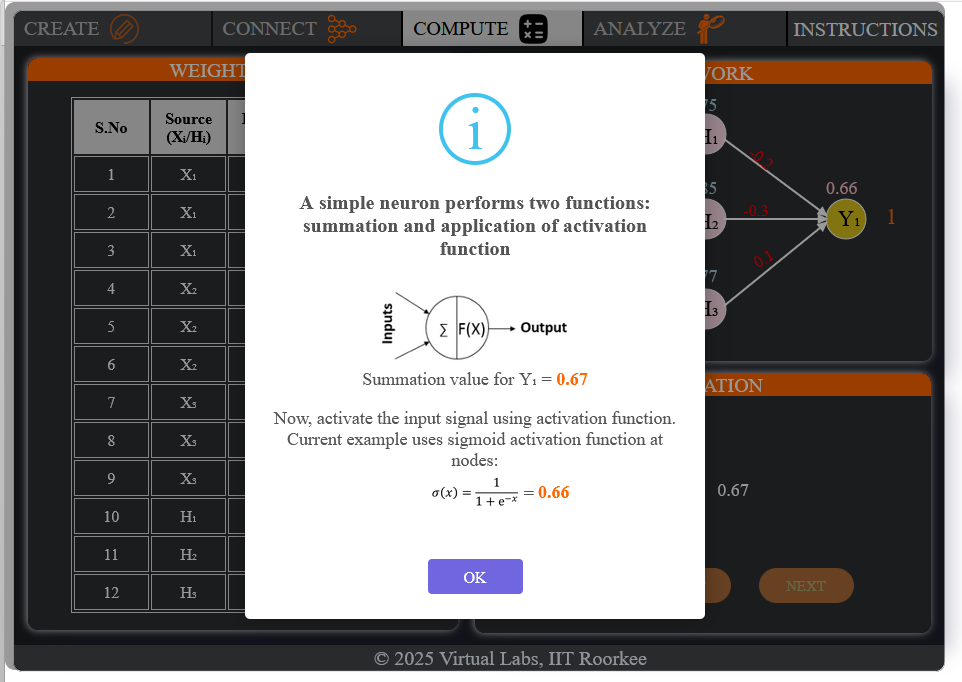 CREATE CONNECT COMPUTE ANALYZE INSTRUCTIONS
WEIGHT
WORK
S.No Source
(Xᵢ/Hᵢ)
1 X₁
2 X₁
3 X₁
4 X₂
5 X₂
6 X₂
7 X₃
8 X₃
9 X₃
10 H₁
11 H₂
12 H₃
i
A simple neuron performs two functions:
summation and application of activation
function
Inputs Σ F(X) Output
Summation value for Y₁ = 0.67
Now, activate the input signal using activation function.
Current example uses sigmoid activation function at
nodes:
σ(x) = 1 / (1 + e⁻ˣ) = 0.66
OK
75
H₁
-0.2
35
H₂
-0.3
77
H₃
0.1
0.66
Y₁ 1
ATION
0.67
NEXT
© 2025 Virtual Labs, IIT Roorkee